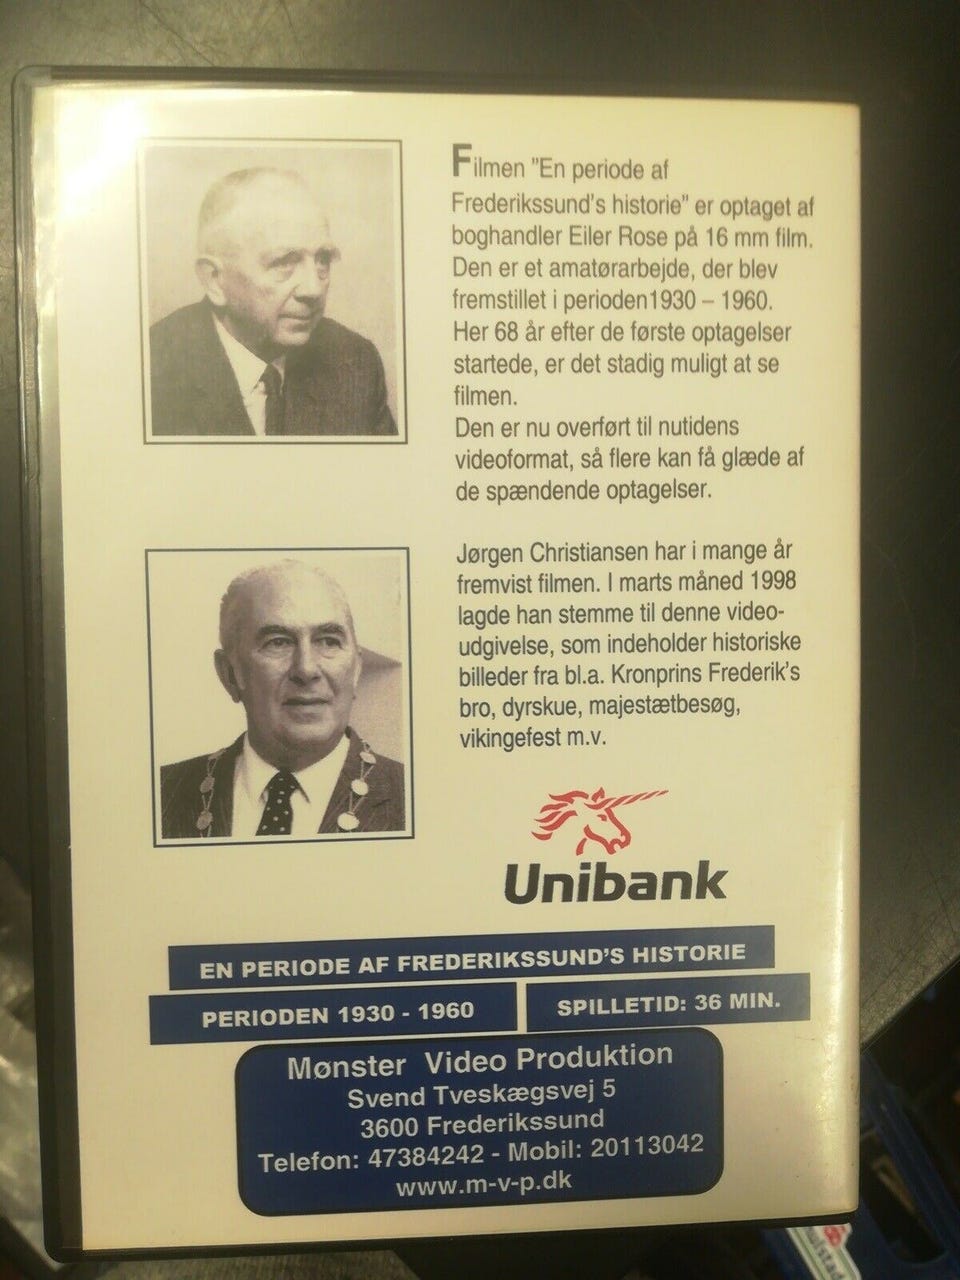 Filmen "En periode af
Frederikssund's historie" er optaget af
boghandler Eiler Rose på 16 mm film.
Den er et amatørarbejde, der blev
fremstillet i perioden1930 – 1960.
Her 68 år efter de første optagelser
startede, er det stadig muligt at se
filmen.
Den er nu overført til nutidens
videoformat, så flere kan få glæde af
de spændende optagelser.
Jørgen Christiansen har i mange år
fremvist filmen. I marts måned 1998
lagde han stemme til denne video-
udgivelse, som indeholder historiske
billeder fra bl.a. Kronprins Frederik's
bro, dyrskue, majestætbesøg,
vikingefest m.v.
Unibank
EN PERIODE AF FREDERIKSSUND'S HISTORIE
PERIODEN 1930 - 1960
SPILLETID: 36 MIN.
Mønster Video Produktion
Svend Tveskægsvej 5
3600 Frederikssund
Telefon: 47384242 - Mobil: 20113042
www.m-v-p.dk